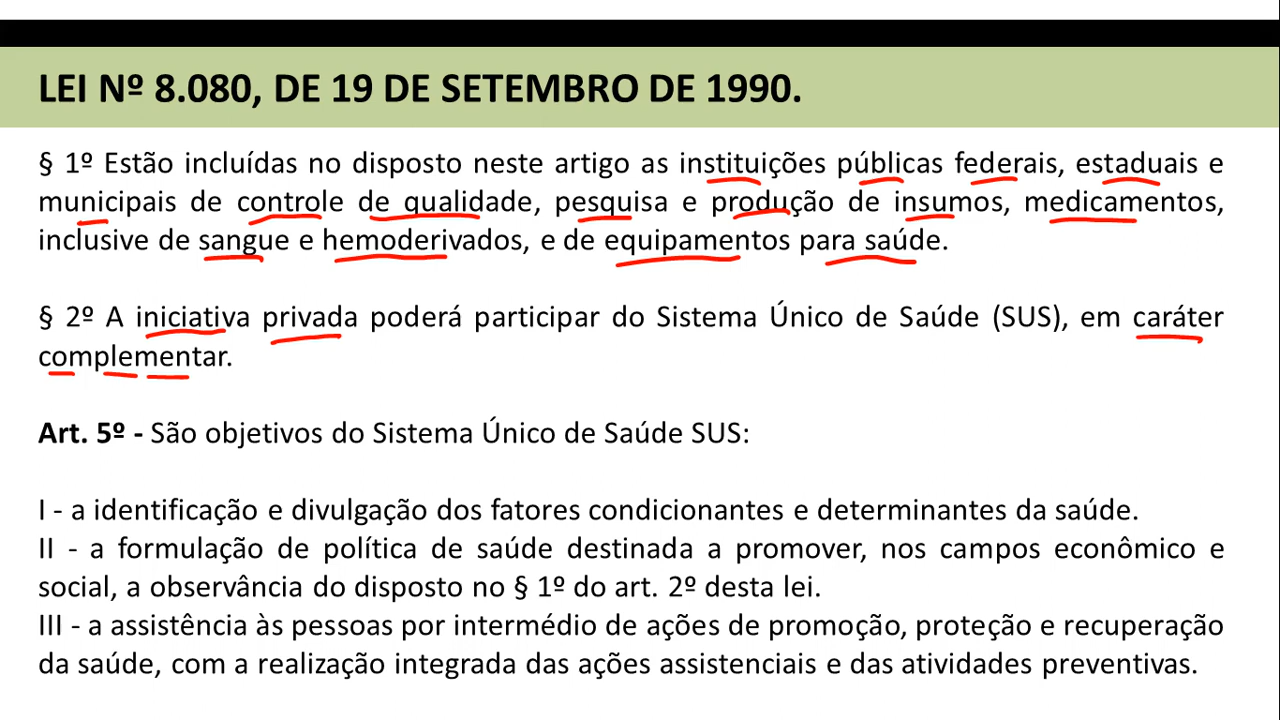 LEI Nº 8.080, DE 19 DE SETEMBRO DE 1990.
§ 1º Estão incluídas no disposto neste artigo as instituições públicas federais, estaduais e
municipais de controle de qualidade, pesquisa e produção de insumos, medicamentos,
inclusive de sangue e hemoderivados, e de equipamentos para saúde.
§ 2º A iniciativa privada poderá participar do Sistema Único de Saúde (SUS), em caráter
complementar.
Art. 5º - São objetivos do Sistema Único de Saúde SUS:
I - a identificação e divulgação dos fatores condicionantes e determinantes da saúde.
II - a formulação de política de saúde destinada a promover, nos campos econômico e
social, a observância do disposto no § 1º do art. 2º desta lei.
III - a assistência às pessoas por intermédio de ações de promoção, proteção e recuperação
da saúde, com a realização integrada das ações assistenciais e das atividades preventivas.